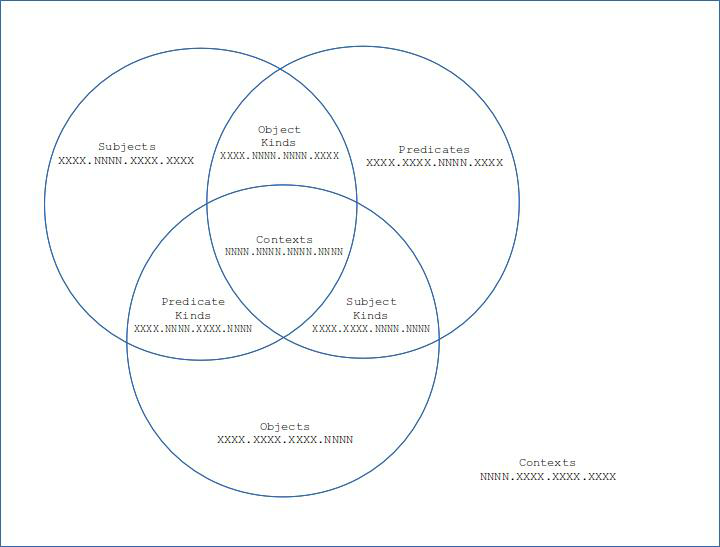 Object
Kinds
XXXX.NNNN.NNNN.XXXX
Subjects
XXXX.NNNN.XXXX.XXXX
Predicates
XXXX.XXXX.NNNN.XXXX
Contexts
NNNN.NNNN.NNNN.NNNN
Predicate
Kinds
XXXX.NNNN.XXXX.NNNN
Subject
Kinds
XXXX.XXXX.NNNN.NNNN
Objects
XXXX.XXXX.XXXX.NNNN
Contexts
NNNN.XXXX.XXXX.XXXX